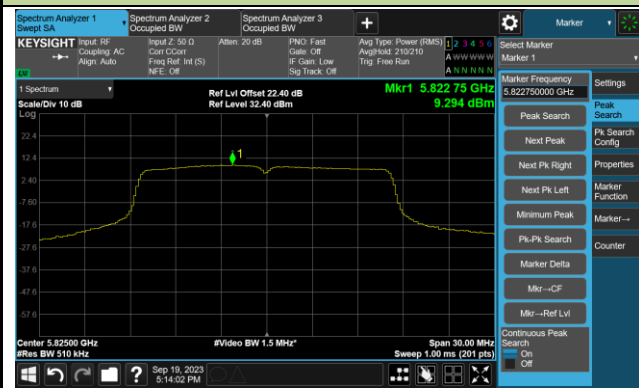 Spectrum Analyzer 1
Swept SA
Spectrum Analyzer 2
Occupied BW
Spectrum Analyzer 3
Occupied BW
+
Marker
KEYSIGHT
Input: RF
Coupling: AC
Align: Auto
Input Z: 50 Ω
Corr CCorr
Freq Ref: Int (S)
NFE: Off
Atten: 20 dB
PNO: Fast
Gate: Off
IF Gain: Low
Sig Track: Off
Avg Type: Power (RMS)
Avg|Hold: 210/210
Trig: Free Run
1 2 3 4 5 6
A W W W W W
A N N N N N
Select Marker
Marker 1
1 Spectrum
Scale/Div 10 dB
Log
Ref Lvl Offset 22.40 dB
Ref Level 32.40 dBm
Mkr1 5.822 75 GHz
9.294 dBm
22.4
12.4
2.40
-7.60
-17.6
-27.6
-37.6
-47.6
-57.6
1
Center 5.82500 GHz
#Res BW 510 kHz
#Video BW 1.5 MHz*
Span 30.00 MHz
Sweep 1.00 ms (201 pts)
Marker Frequency
5.822750000 GHz
Peak Search
Next Peak
Next Pk Right
Next Pk Left
Minimum Peak
Pk-Pk Search
Marker Delta
Mkr→CF
Mkr→Ref Lvl
Continuous Peak
Search
On
Off
Settings
Peak
Search
Pk Search
Config
Properties
Marker
Function
Marker→
Counter
?
Sep 19, 2023
5:14:02 PM